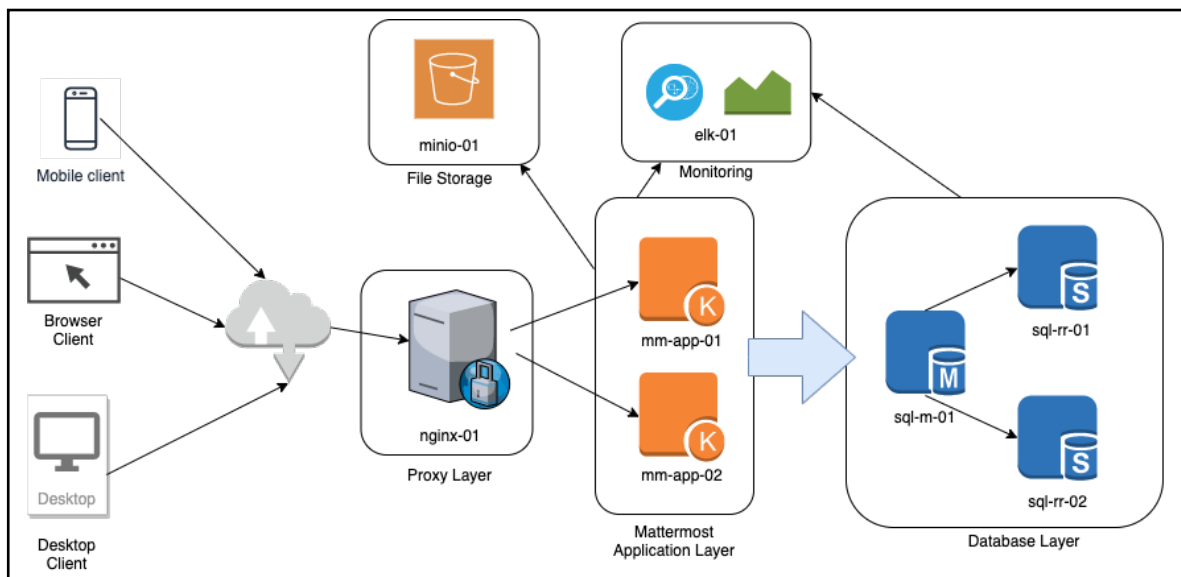 minio-01
File Storage
elk-01
Monitoring
Mobile client
Browser
Client
Desktop
Desktop
Client
nginx-01
Proxy Layer
K
mm-app-01
K
mm-app-02
Mattermost
Application Layer
M
sql-m-01
S
sql-rr-01
S
sql-rr-02
Database Layer